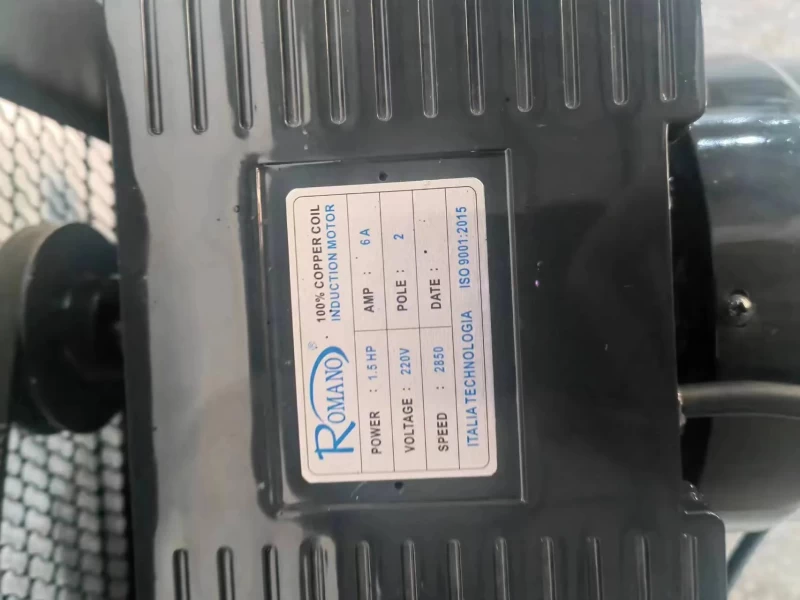 ROMANO ®
100% COPPER COIL
INDUCTION MOTOR
POWER : 1.5 HP AMP : 6 A
VOLTAGE : 220V POLE : 2
SPEED : 2850 DATE :
ITALIA TECHNOLOGIA ISO 9001:2015